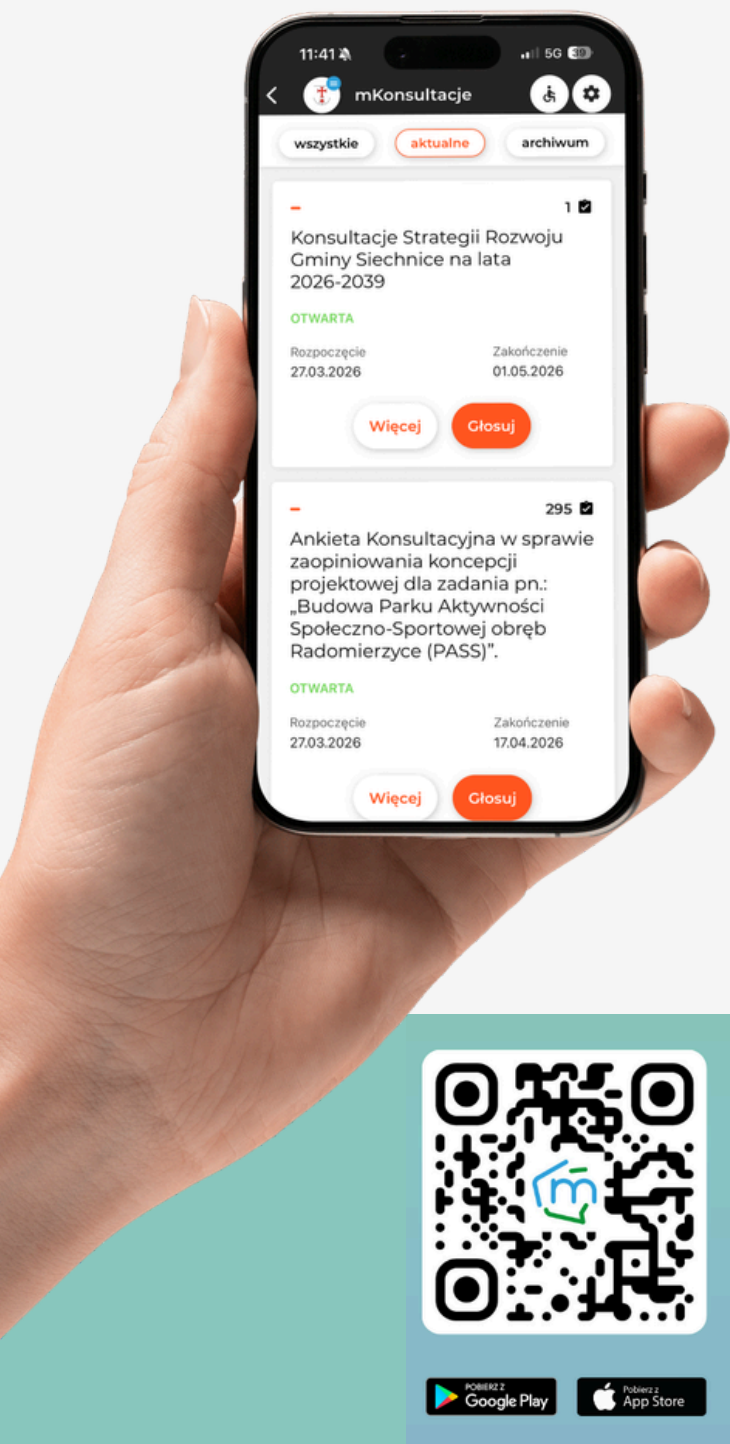 11:41
5G 39
mKonsultacje
wszystkie aktualne archiwum
1
Konsultacje Strategii Rozwoju
Gminy Siechnice na lata
2026-2039
OTWARTA
Rozpoczęcie Zakończenie
27.03.2026 01.05.2026
Więcej Głosuj
295
Ankieta Konsultacyjna w sprawie
zaopiniowania koncepcji
projektowej dla zadania pn.:
„Budowa Parku Aktywności
Społeczno-Sportowej obręb
Radomierzyce (PASS)”.
OTWARTA
Rozpoczęcie Zakończenie
27.03.2026 17.04.2026
Więcej Głosuj
m
POBIERZ Z
Google Play
Pobierz z
App Store